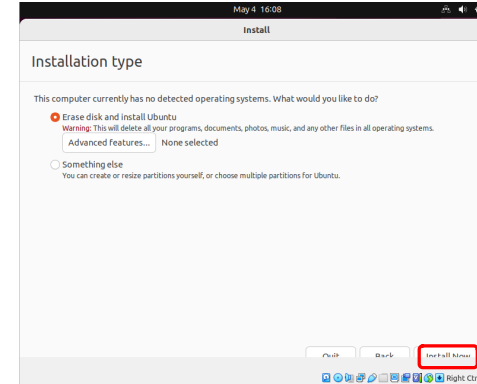 May 4 16:08
Install
Installation type
This computer currently has no detected operating systems. What would you like to do?
Erase disk and install Ubuntu
Warning: This will delete all your programs, documents, photos, music, and any other files in all operating systems.
Advanced features... None selected
Something else
You can create or resize partitions yourself, or choose multiple partitions for Ubuntu.
Quit Back Install Now
Right Ctrl